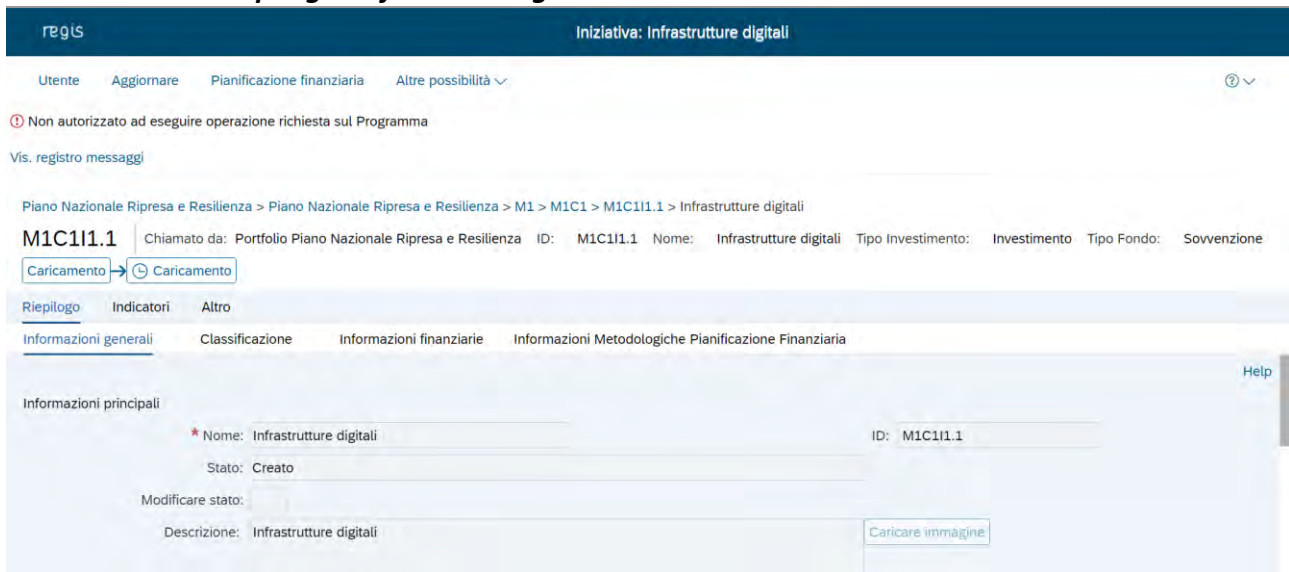 regis
Iniziativa: Infrastrutture digitali
Utente Aggiornare Pianificazione finanziaria Altre possibilità
Non autorizzato ad eseguire operazione richiesta sul Programma
Vis. registro messaggi
Piano Nazionale Ripresa e Resilienza > Piano Nazionale Ripresa e Resilienza > M1 > M1C1 > M1C1I1.1 > Infrastrutture digitali
M1C1I1.1 Chiamato da: Portfolio Piano Nazionale Ripresa e Resilienza ID: M1C1I1.1 Nome: Infrastrutture digitali Tipo Investimento: Investimento Tipo Fondo: Sovvenzione
Caricamento → Caricamento
Riepilogo Indicatori Altro
Informazioni generali Classificazione Informazioni finanziarie Informazioni Metodologiche Pianificazione Finanziaria
Help
Informazioni principali
* Nome: Infrastrutture digitali ID: M1C1I1.1
Stato: Creato
Modificare stato:
Descrizione: Infrastrutture digitali Caricare immagine